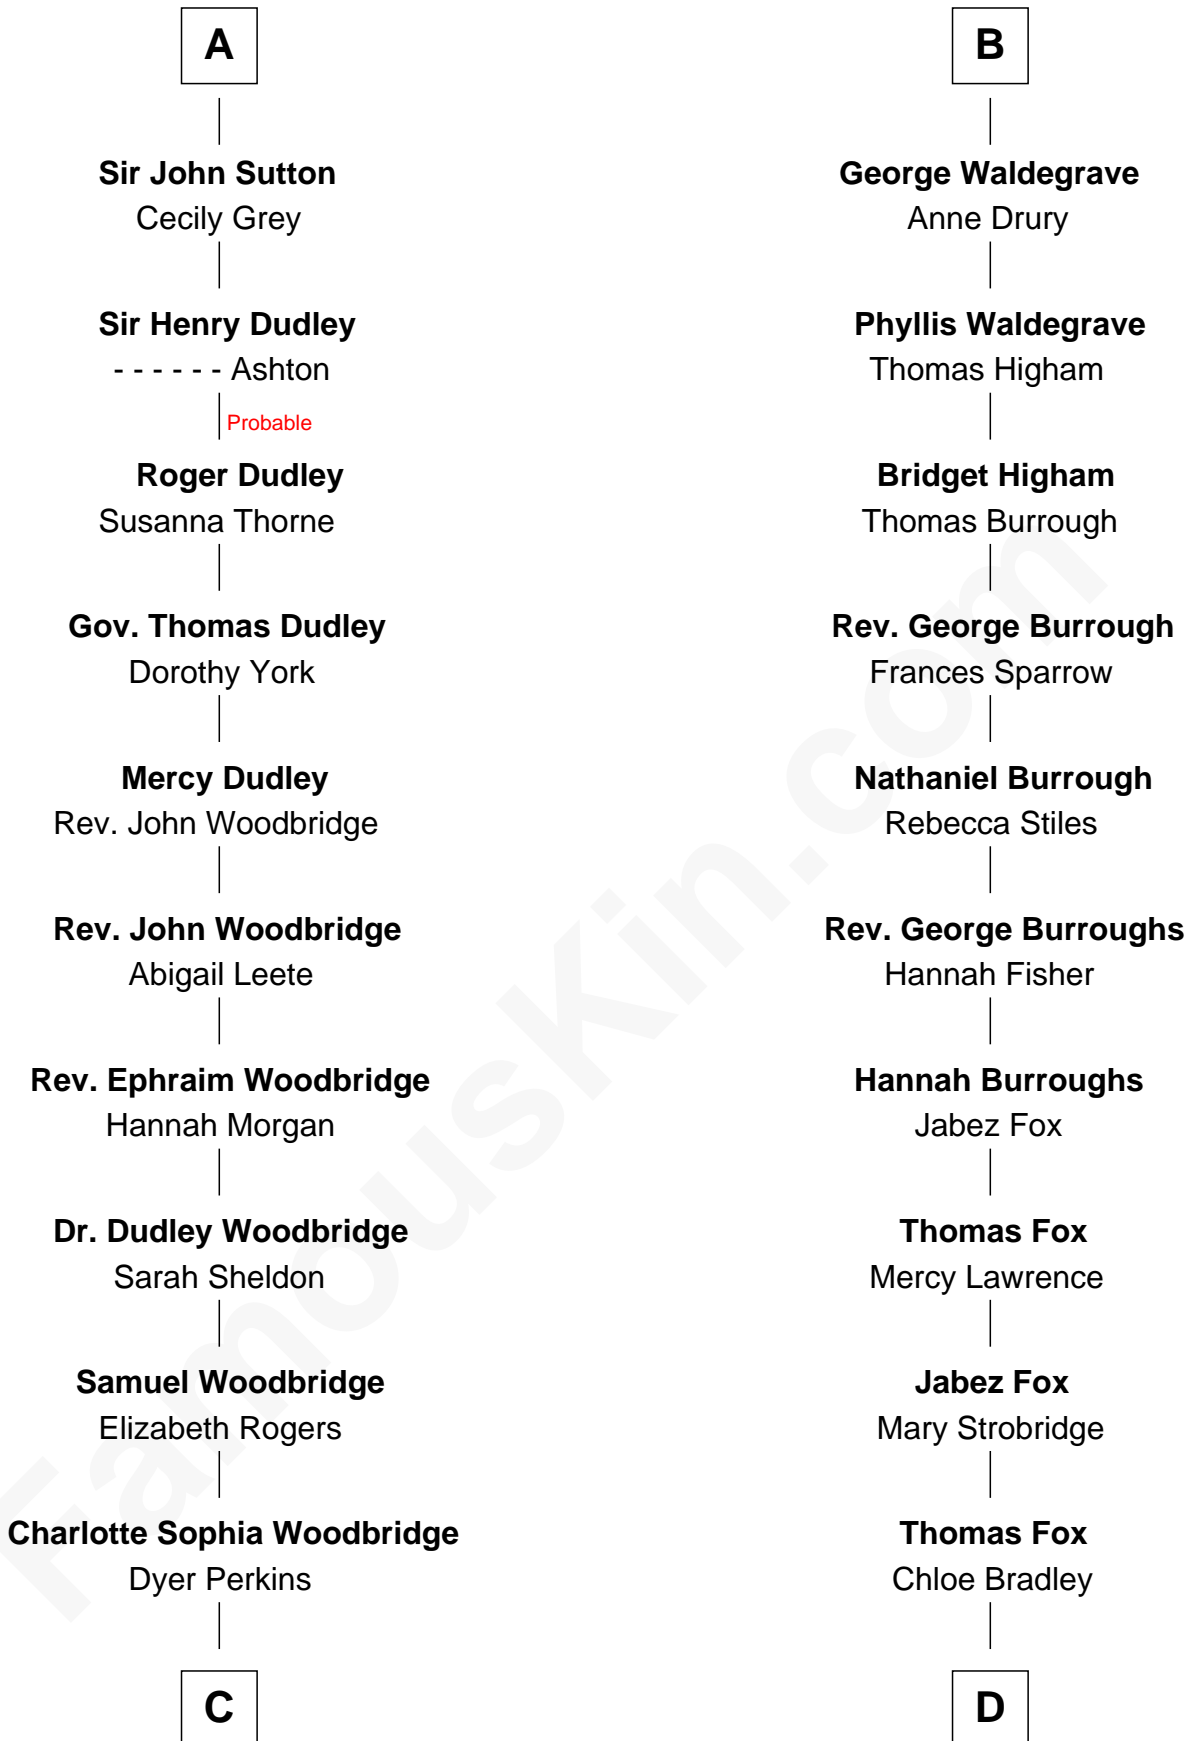 A
Sir John Sutton
Cecily Grey
Sir Henry Dudley
- - - - - - Ashton
Probable
Roger Dudley
Susanna Thorne
Gov. Thomas Dudley
Dorothy York
Mercy Dudley
Rev. John Woodbridge
Rev. John Woodbridge
Abigail Leete
Rev. Ephraim Woodbridge
Hannah Morgan
Dr. Dudley Woodbridge
Sarah Sheldon
Samuel Woodbridge
Elizabeth Rogers
Charlotte Sophia Woodbridge
Dyer Perkins
C
B
George Waldegrave
Anne Drury
Phyllis Waldegrave
Thomas Higham
Bridget Higham
Thomas Burrough
Rev. George Burrough
Frances Sparrow
Nathaniel Burrough
Rebecca Stiles
Rev. George Burroughs
Hannah Fisher
Hannah Burroughs
Jabez Fox
Thomas Fox
Mercy Lawrence
Jabez Fox
Mary Strobridge
Thomas Fox
Chloe Bradley
D
FamousKin.com